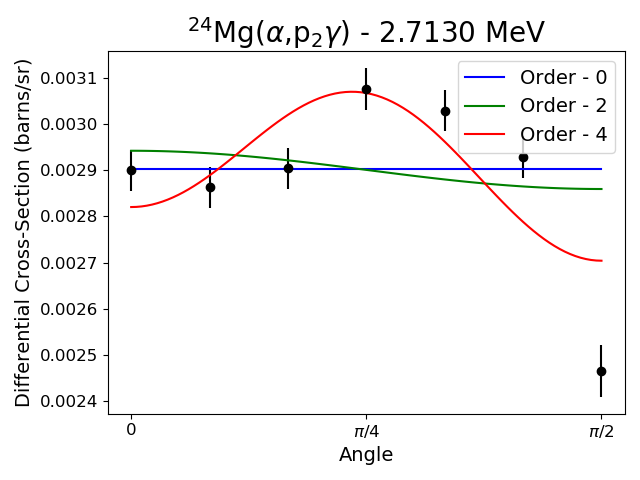 ²⁴Mg(α,p₂γ) - 2.7130 MeV
Differential Cross-Section (barns/sr)
0.0031
0.0030
0.0029
0.0028
0.0027
0.0026
0.0025
0.0024
Order - 0
Order - 2
Order - 4
0 π/4 π/2
Angle